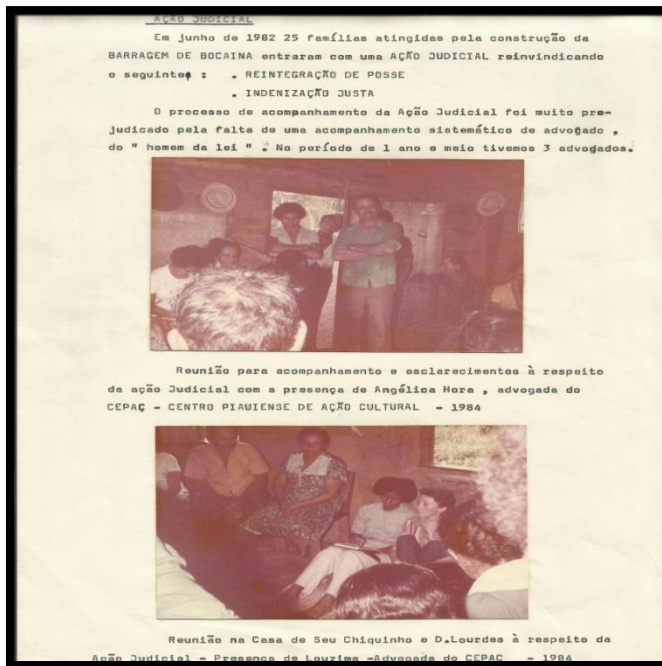 AÇÃO JUDICIAL
Em junho de 1982 25 famílias atingidas pela construção da
BARRAGEM DE BOCAINA entraram com uma AÇÃO JUDICIAL reinvindicando
o seguinte : . REINTEGRAÇÃO DE POSSE
. INDENIZAÇÃO JUSTA
O processo de acompanhamento da Ação Judicial foi muito pre-
judicado pela falta de uma acompanhamento sistemático de advogado ,
do " homem da lei " . No período de 1 ano e meio tivemos 3 advogados.
Reunião para acompanhamento e esclarecimentos à respeito
da ação Judicial com a presença de Angélica Hora , advogada do
CEPAC - CENTRO PIAUIENSE DE AÇÃO CULTURAL - 1984
Reunião na Casa de Seu Chiquinho e D.Lourdes à respeito da
Ação Judicial - Presença de Louzima -Advogada do CEPAC - 1984